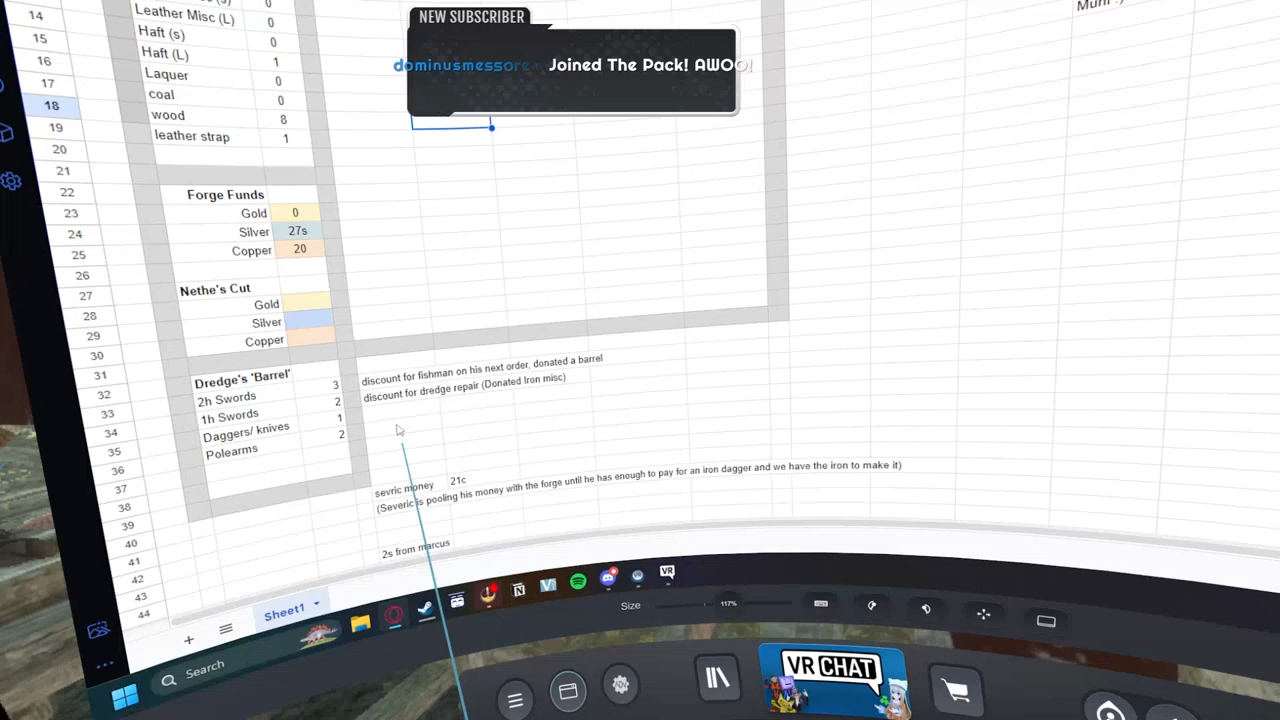 NEW SUBSCRIBER
dominusmessore Joined The Pack! AWOO!
14
15
16
17
18
19
20
21
22
23
24
25
26
27
28
29
30
31
32
33
34
35
36
37
38
39
40
41
42
43
44
0
Leather Misc (L) 0
Haft (s) 0
Haft (L) 1
Laquer 0
coal 0
wood 8
leather strap 1
Forge Funds
Gold 0
Silver 27s
Copper 20
Nethe's Cut
Gold
Silver
Copper
Dredge's 'Barrel'
2h Swords 3
1h Swords 2
Daggers/ knives 1
Polearms 2
discount for fishman on his next order, donated a barrel
discount for dredge repair (Donated Iron misc)
sevric money 21c
(Severic is pooling his money with the forge until he has enough to pay for an iron dagger and we have the iron to make it)
2s from marcus
Sheet1
Search
VR
Size 117%
VR CHAT